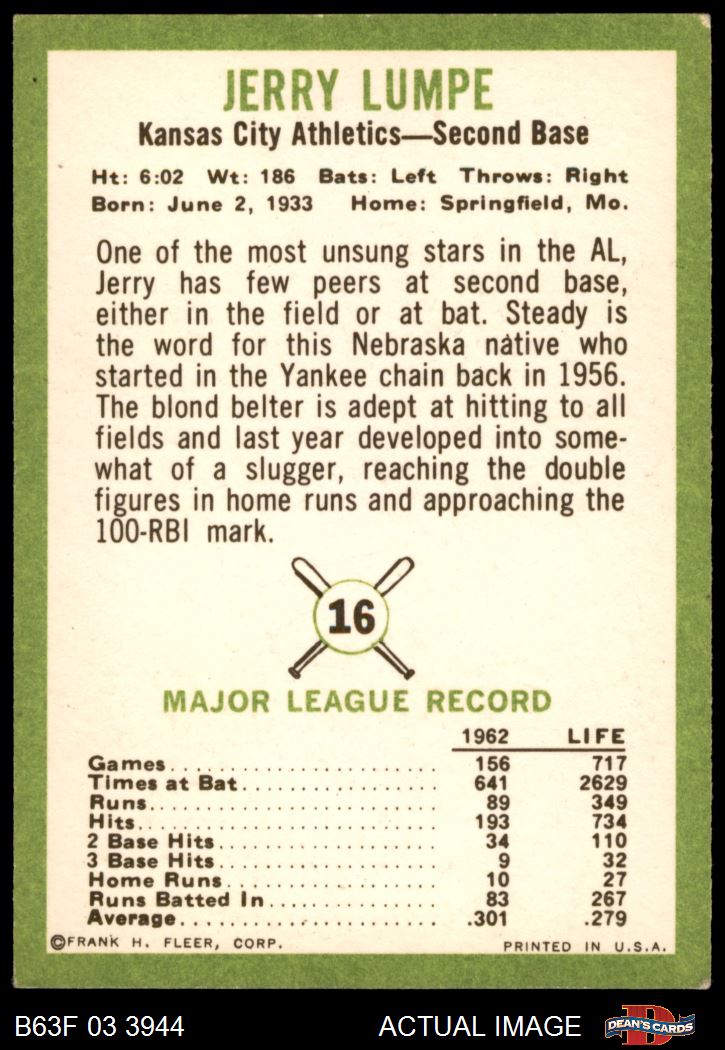 JERRY LUMPE
Kansas City Athletics—Second Base
Ht: 6:02 Wt: 186 Bats: Left Throws: Right
Born: June 2, 1933 Home: Springfield, Mo.
One of the most unsung stars in the AL,
Jerry has few peers at second base,
either in the field or at bat. Steady is
the word for this Nebraska native who
started in the Yankee chain back in 1956.
The blond belter is adept at hitting to all
fields and last year developed into some-
what of a slugger, reaching the double
figures in home runs and approaching the
100-RBI mark.
16
MAJOR LEAGUE RECORD
1962 LIFE
Games 156 717
Times at Bat 641 2629
Runs 89 349
Hits 193 734
2 Base Hits 34 110
3 Base Hits 9 32
Home Runs 10 27
Runs Batted In 83 267
Average .301 .279
©FRANK H. FLEER, CORP. PRINTED IN U.S.A.
B63F 03 3944 ACTUAL IMAGE D DEAN'S CARDS